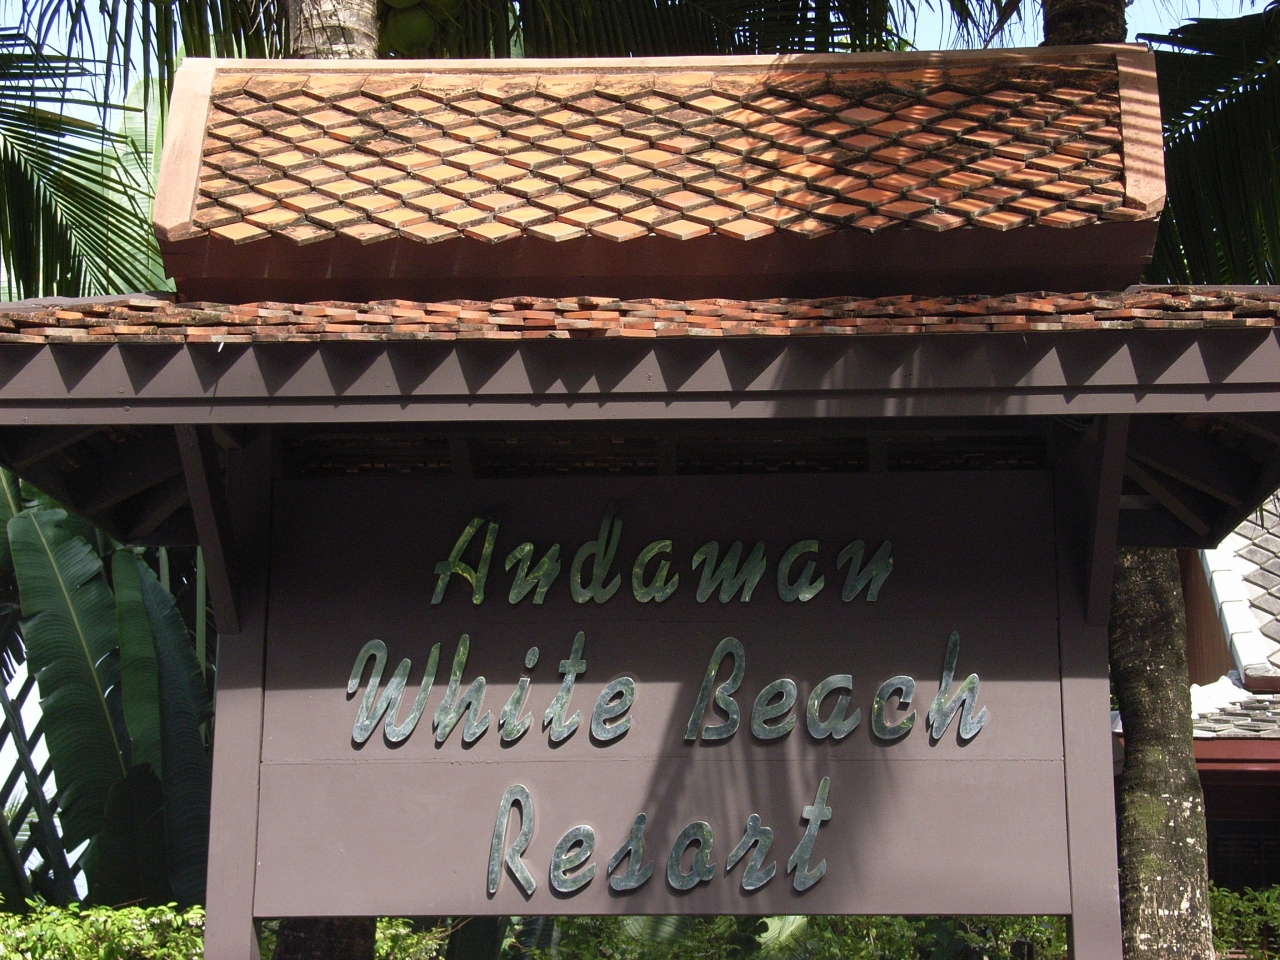 Andaman
White Beach
Resort